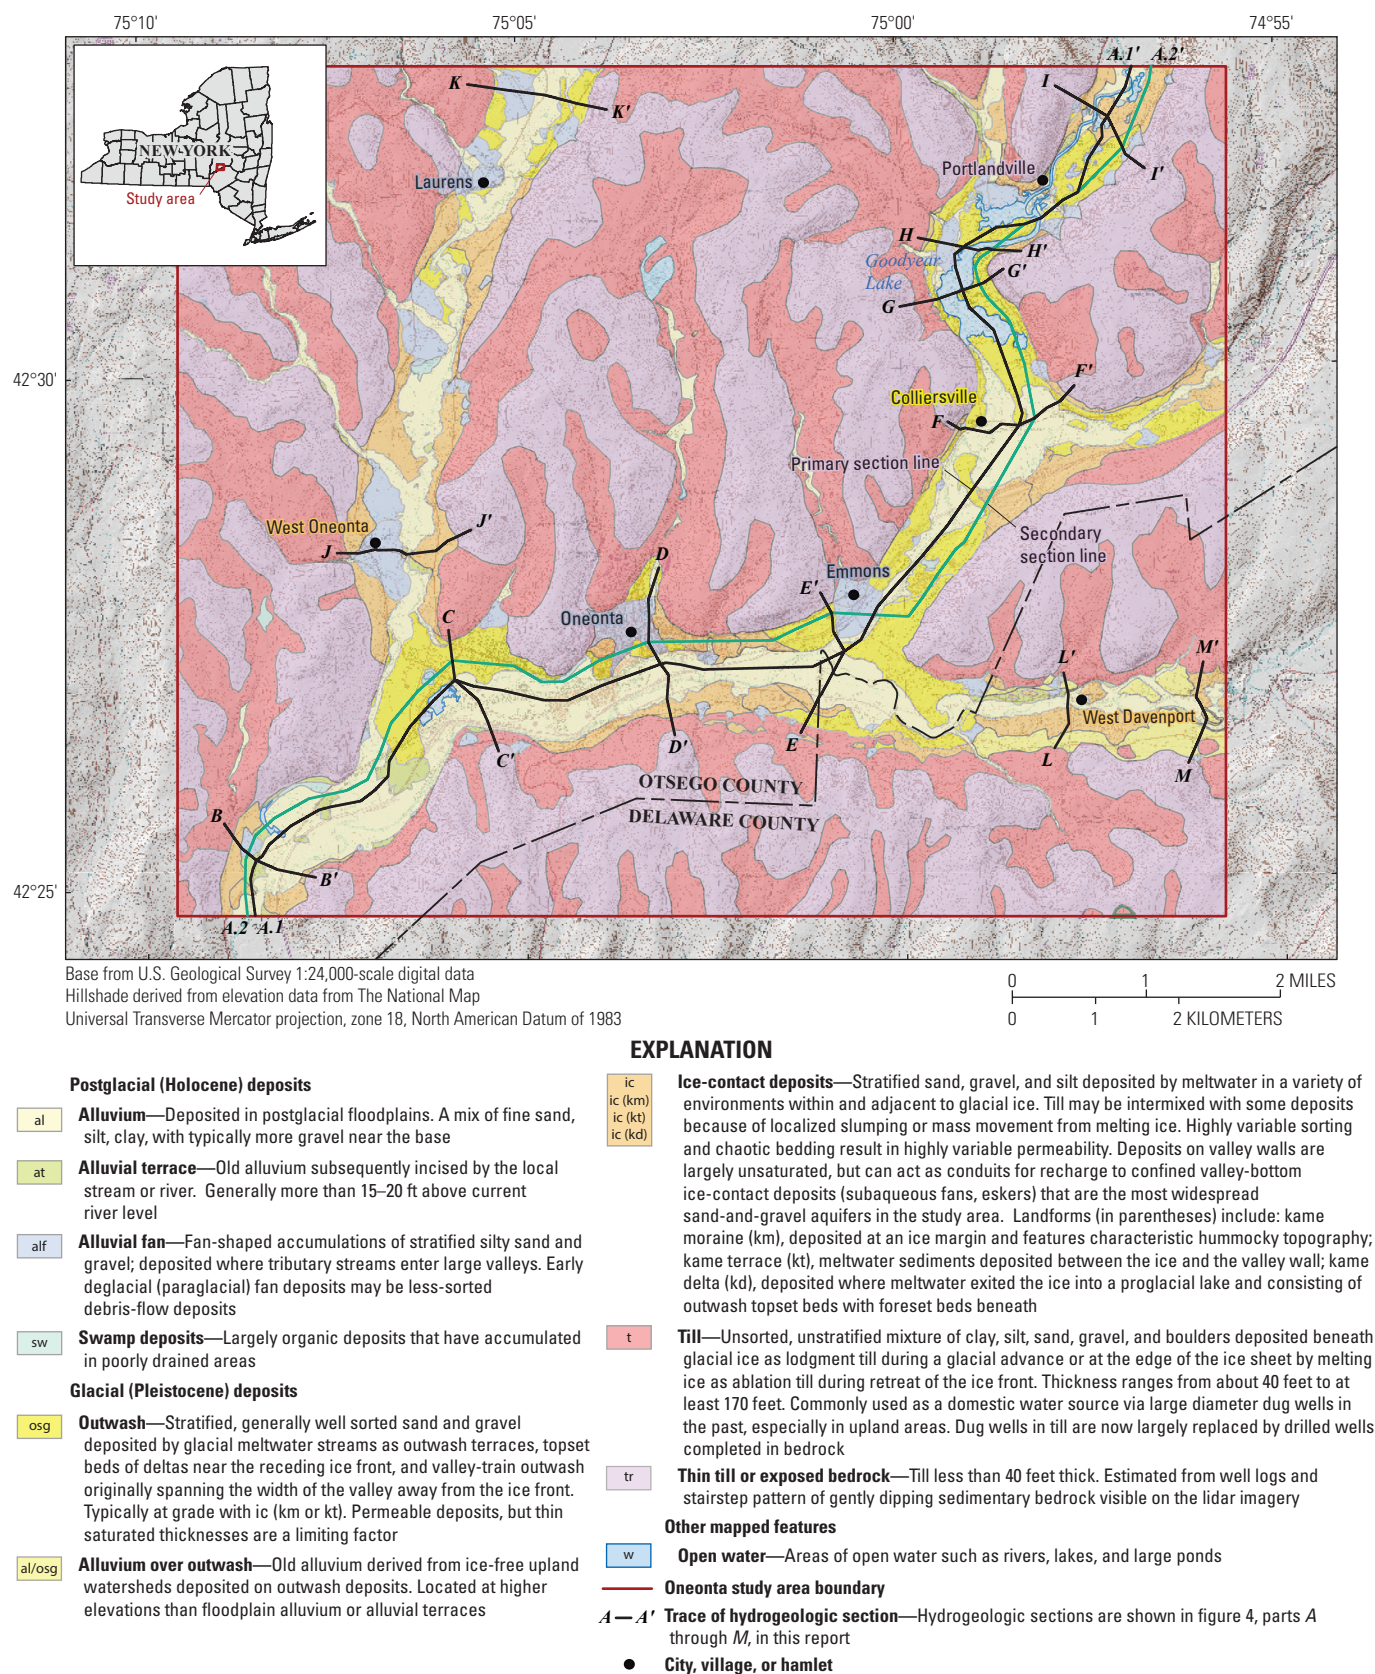 75°10'
75°05'
75°00'
74°55'
A.1'
A.2'
K
K'
I
I'
NEW YORK
Study area
Laurens
Portlandville
H
H'
Goodyear
Lake
G'
G
42°30'
F'
Colliersville
F
Primary section line
West Oneonta
J'
J
Secondary
section line
D
Emmons
E'
C
Oneonta
L'
M'
West Davenport
D'
E
C'
L
M
OTSEGO COUNTY
DELAWARE COUNTY
B
B'
42°25'
A.2
A.1
Base from U.S. Geological Survey 1:24,000-scale digital data
Hillshade derived from elevation data from The National Map
Universal Transverse Mercator projection, zone 18, North American Datum of 1983
0 1 2 MILES
0 1 2 KILOMETERS
EXPLANATION
Postglacial (Holocene) deposits
al Alluvium—Deposited in postglacial floodplains. A mix of fine sand,
silt, clay, with typically more gravel near the base
at Alluvial terrace—Old alluvium subsequently incised by the local
stream or river. Generally more than 15–20 ft above current
river level
alf Alluvial fan—Fan-shaped accumulations of stratified silty sand and
gravel; deposited where tributary streams enter large valleys. Early
deglacial (paraglacial) fan deposits may be less-sorted
debris-flow deposits
sw Swamp deposits—Largely organic deposits that have accumulated
in poorly drained areas
Glacial (Pleistocene) deposits
osg Outwash—Stratified, generally well sorted sand and gravel
deposited by glacial meltwater streams as outwash terraces, topset
beds of deltas near the receding ice front, and valley-train outwash
originally spanning the width of the valley away from the ice front.
Typically at grade with ic (km or kt). Permeable deposits, but thin
saturated thicknesses are a limiting factor
al/osg Alluvium over outwash—Old alluvium derived from ice-free upland
watersheds deposited on outwash deposits. Located at higher
elevations than floodplain alluvium or alluvial terraces
ic
ic (km)
ic (kt)
ic (kd)
Ice-contact deposits—Stratified sand, gravel, and silt deposited by meltwater in a variety of
environments within and adjacent to glacial ice. Till may be intermixed with some deposits
because of localized slumping or mass movement from melting ice. Highly variable sorting
and chaotic bedding result in highly variable permeability. Deposits on valley walls are
largely unsaturated, but can act as conduits for recharge to confined valley-bottom
ice-contact deposits (subaqueous fans, eskers) that are the most widespread
sand-and-gravel aquifers in the study area. Landforms (in parentheses) include: kame
moraine (km), deposited at an ice margin and features characteristic hummocky topography;
kame terrace (kt), meltwater sediments deposited between the ice and the valley wall; kame
delta (kd), deposited where meltwater exited the ice into a proglacial lake and consisting of
outwash topset beds with foreset beds beneath
t Till—Unsorted, unstratified mixture of clay, silt, sand, gravel, and boulders deposited beneath
glacial ice as lodgment till during a glacial advance or at the edge of the ice sheet by melting
ice as ablation till during retreat of the ice front. Thickness ranges from about 40 feet to at
least 170 feet. Commonly used as a domestic water source via large diameter dug wells in
the past, especially in upland areas. Dug wells in till are now largely replaced by drilled wells
completed in bedrock
tr Thin till or exposed bedrock—Till less than 40 feet thick. Estimated from well logs and
stairstep pattern of gently dipping sedimentary bedrock visible on the lidar imagery
Other mapped features
w Open water—Areas of open water such as rivers, lakes, and large ponds
Oneonta study area boundary
A—A' Trace of hydrogeologic section—Hydrogeologic sections are shown in figure 4, parts A
through M, in this report
City, village, or hamlet